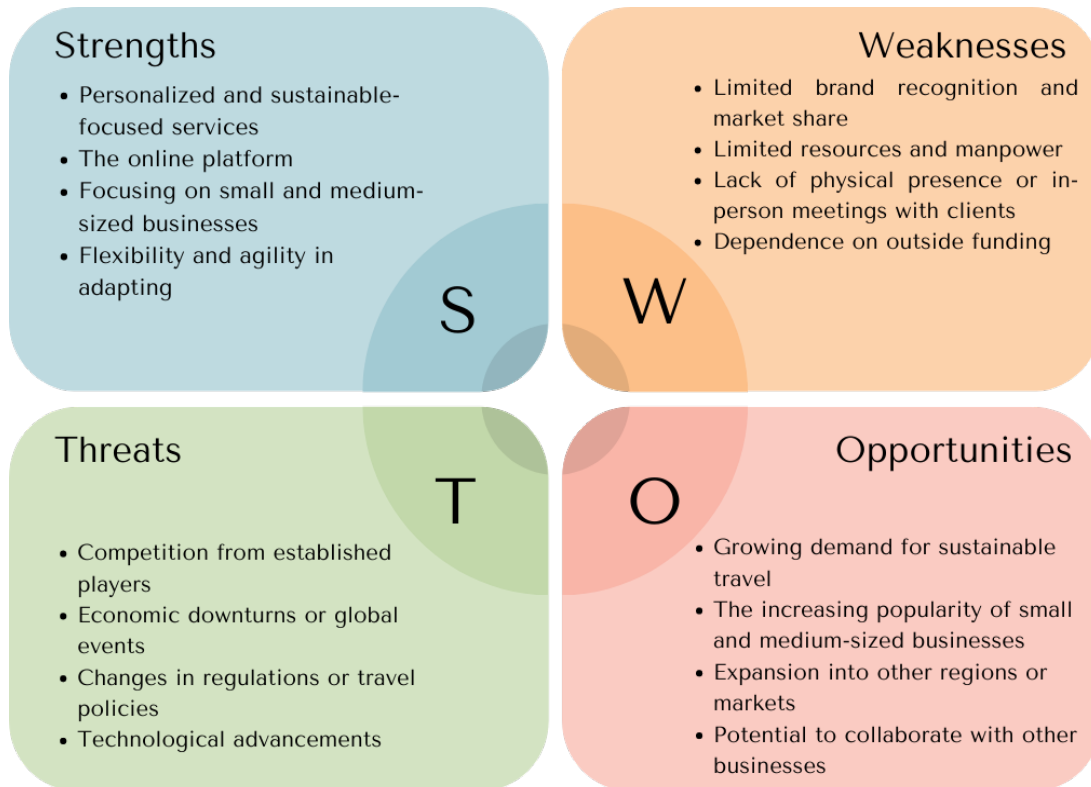 Strengths
• Personalized and sustainable-
focused services
• The online platform
• Focusing on small and medium-
sized businesses
• Flexibility and agility in
adapting
S
Weaknesses
• Limited brand recognition and
market share
• Limited resources and manpower
• Lack of physical presence or in-
person meetings with clients
• Dependence on outside funding
W
Threats
T
• Competition from established
players
• Economic downturns or global
events
• Changes in regulations or travel
policies
• Technological advancements
Opportunities
O
• Growing demand for sustainable
travel
• The increasing popularity of small
and medium-sized businesses
• Expansion into other regions or
markets
• Potential to collaborate with other
businesses